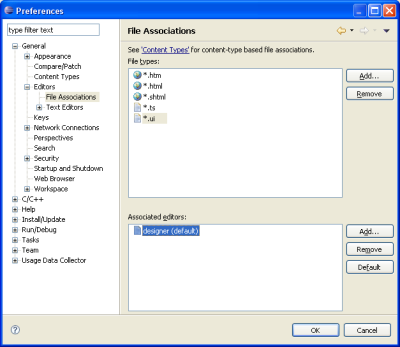 Preferences
type filter text
General
Appearance
Compare/Patch
Content Types
Editors
File Associations
Text Editors
Keys
Network Connections
Perspectives
Search
Security
Startup and Shutdown
Web Browser
Workspace
C/C++
Help
Install/Update
Run/Debug
Tasks
Team
Usage Data Collector
File Associations
See 'Content Types' for content-type based file associations.
File types:
*.htm
*.html
*.shtml
*.ts
*.ui
Add...
Remove
Associated editors:
designer (default)
Add...
Remove
Default
?
OK
Cancel